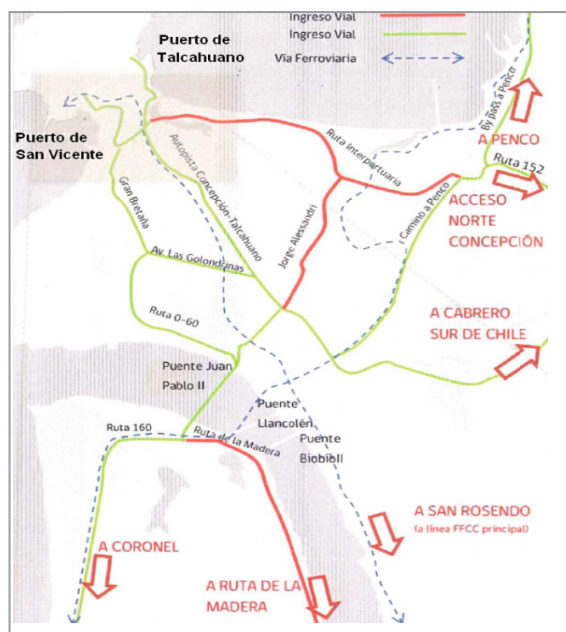 Ingreso Vial
Ingreso Vial
Vía Ferroviaria
Puerto de
Talcahuano
Puerto de
San Vicente
By pass a Penco
A PENCO
Ruta Interportuaria
Ruta 152
Autopista Concepción-Talcahuano
ACCESO
NORTE
CONCEPCIÓN
Gran Bretaña
Jorge Alessandri
Camino a Penco
Av. Las Golondrinas
Ruta 0-60
A CABRERO
SUR DE CHILE
Puente Juan
Pablo II
Puente
Llancolén
Ruta 160
Ruta de la Madera
Puente
BiobioII
A SAN ROSENDO
(a línea FFCC principal)
A CORONEL
A RUTA DE LA
MADERA